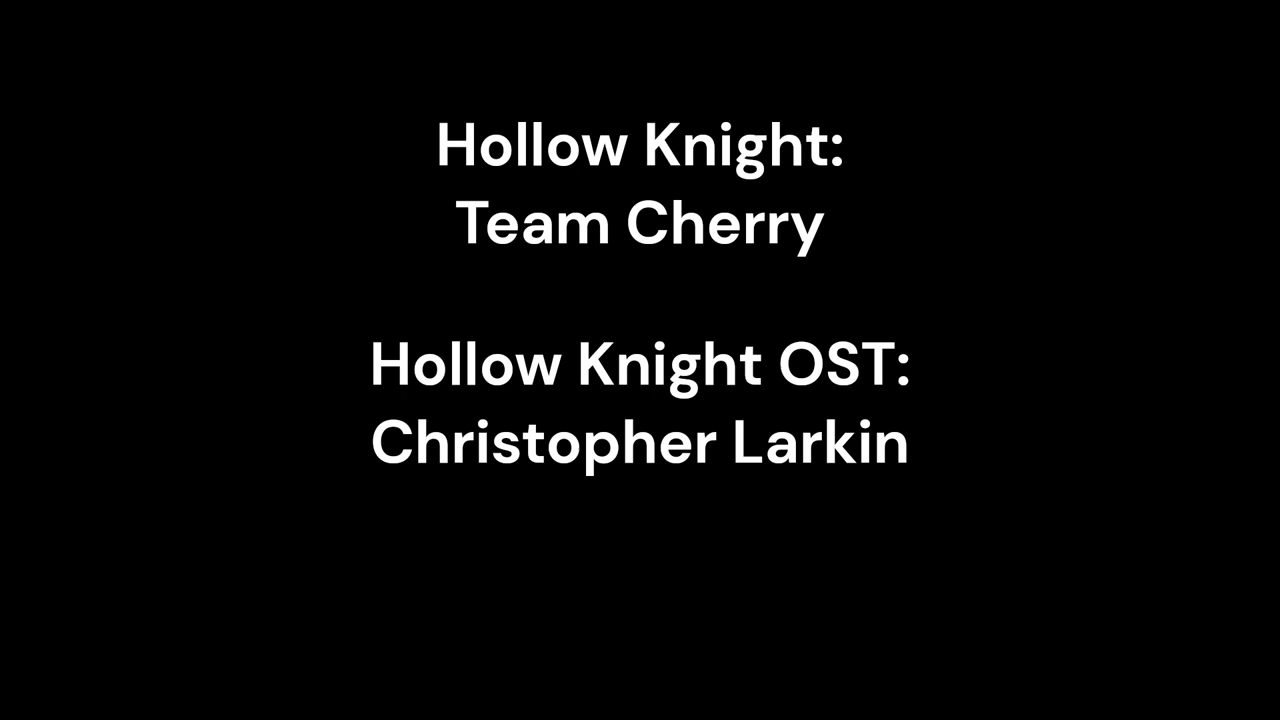 Hollow Knight:
Team Cherry
Hollow Knight OST:
Christopher Larkin